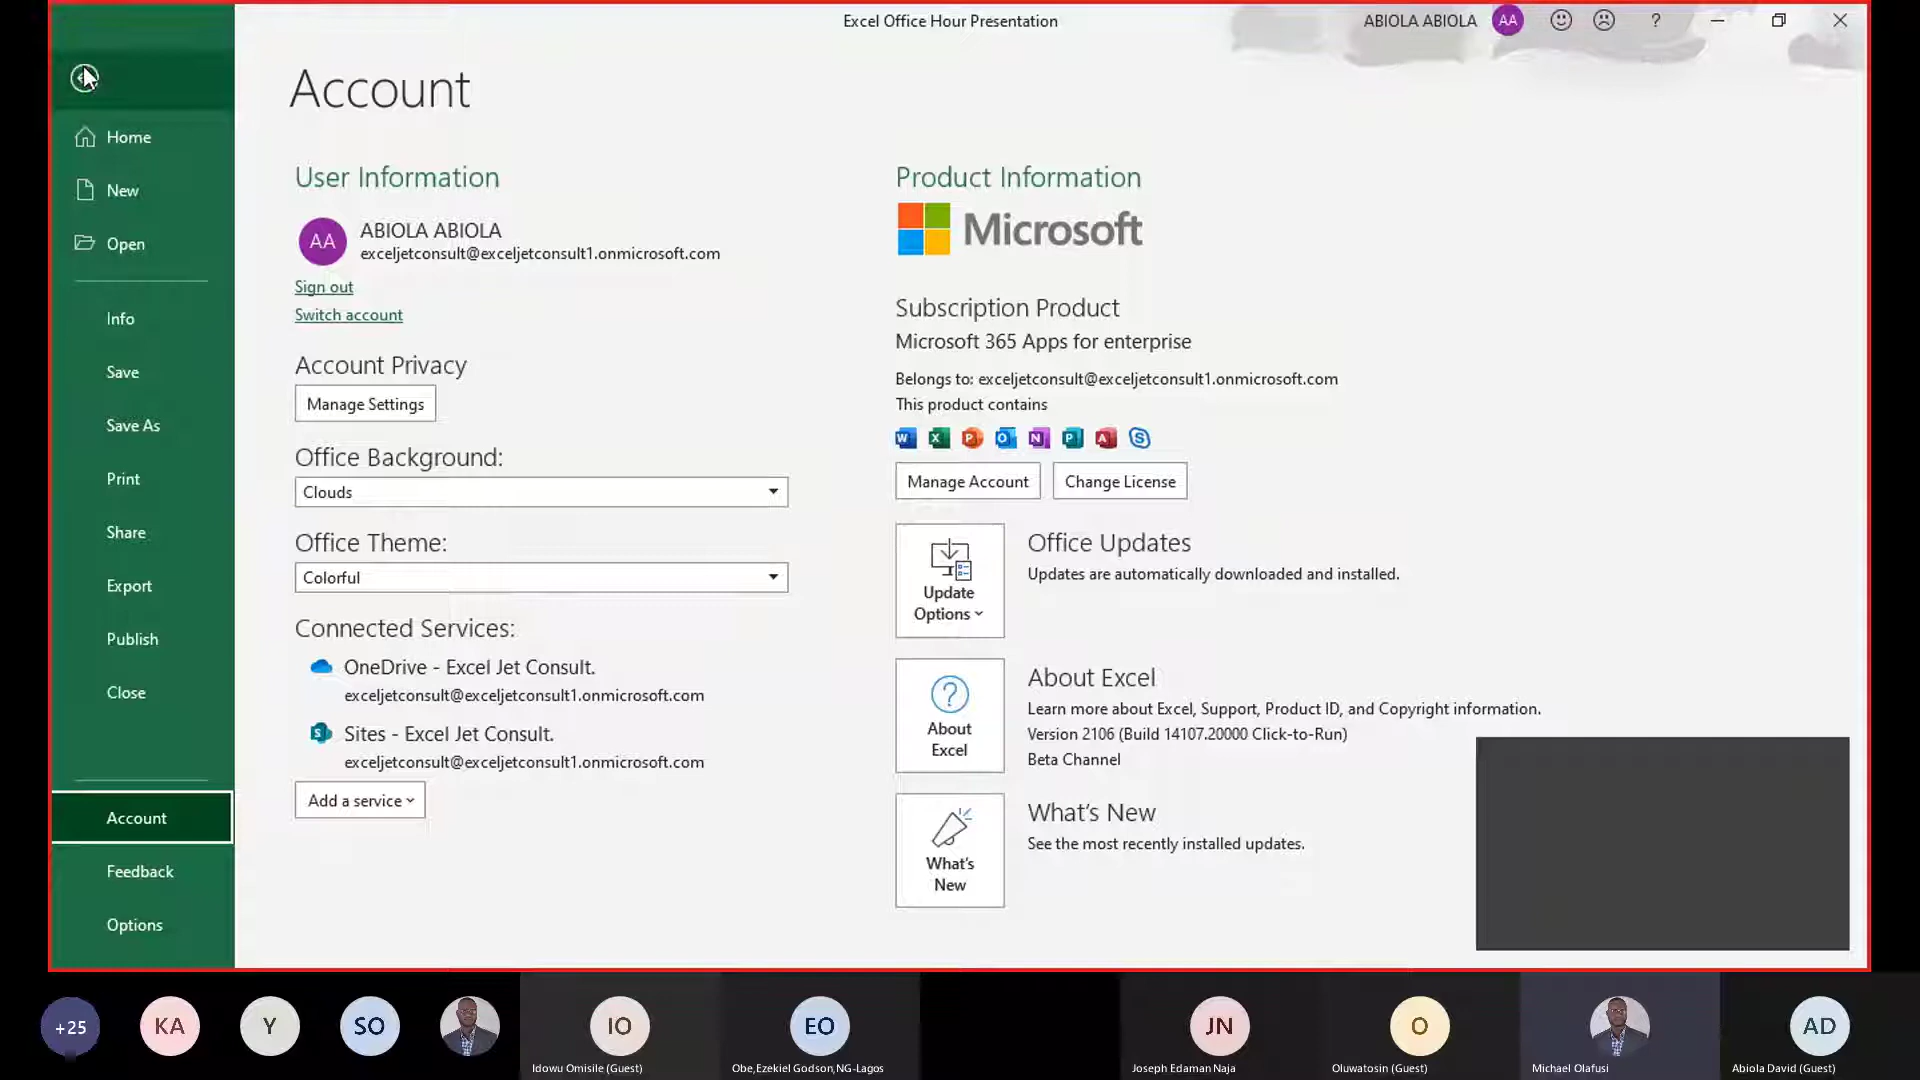 Excel Office Hour Presentation
ABIOLA ABIOLA
AA
?
Account
Home
New
Open
Info
Save
Save As
Print
Share
Export
Publish
Close
Account
Feedback
Options
User Information
AA
ABIOLA ABIOLA
exceljetconsult@exceljetconsult1.onmicrosoft.com
Sign out
Switch account
Account Privacy
Manage Settings
Office Background:
Clouds
Office Theme:
Colorful
Connected Services:
OneDrive - Excel Jet Consult.
exceljetconsult@exceljetconsult1.onmicrosoft.com
S
Sites - Excel Jet Consult.
exceljetconsult@exceljetconsult1.onmicrosoft.com
Add a service
Product Information
Microsoft
Subscription Product
Microsoft 365 Apps for enterprise
Belongs to: exceljetconsult@exceljetconsult1.onmicrosoft.com
This product contains
W X P O N P A S
Manage Account
Change License
Update
Options
Office Updates
Updates are automatically downloaded and installed.
?
About
Excel
About Excel
Learn more about Excel, Support, Product ID, and Copyright information.
Version 2106 (Build 14107.20000 Click-to-Run)
Beta Channel
What's
New
What's New
See the most recently installed updates.
+25
KA
Y
SO
IO
Idowu Omisile (Guest)
EO
Obe,Ezekiel Godson,NG-Lagos
JN
Joseph Edaman Naja
O
Oluwatosin (Guest)
Michael Olafusi
AD
Abiola David (Guest)